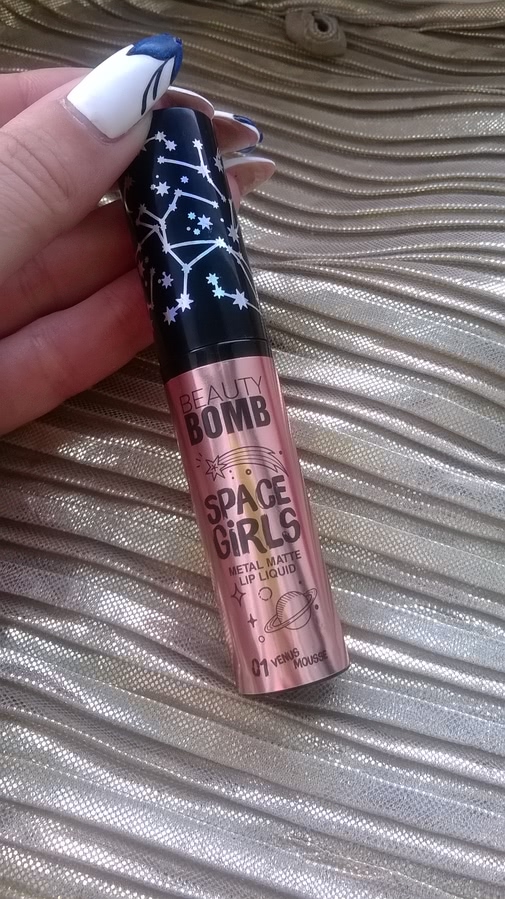 BEAUTY
BOMB
SPACE
GiRLS
METAL MATTE
LIP LIQUID
01 VENUS
MOUSSE